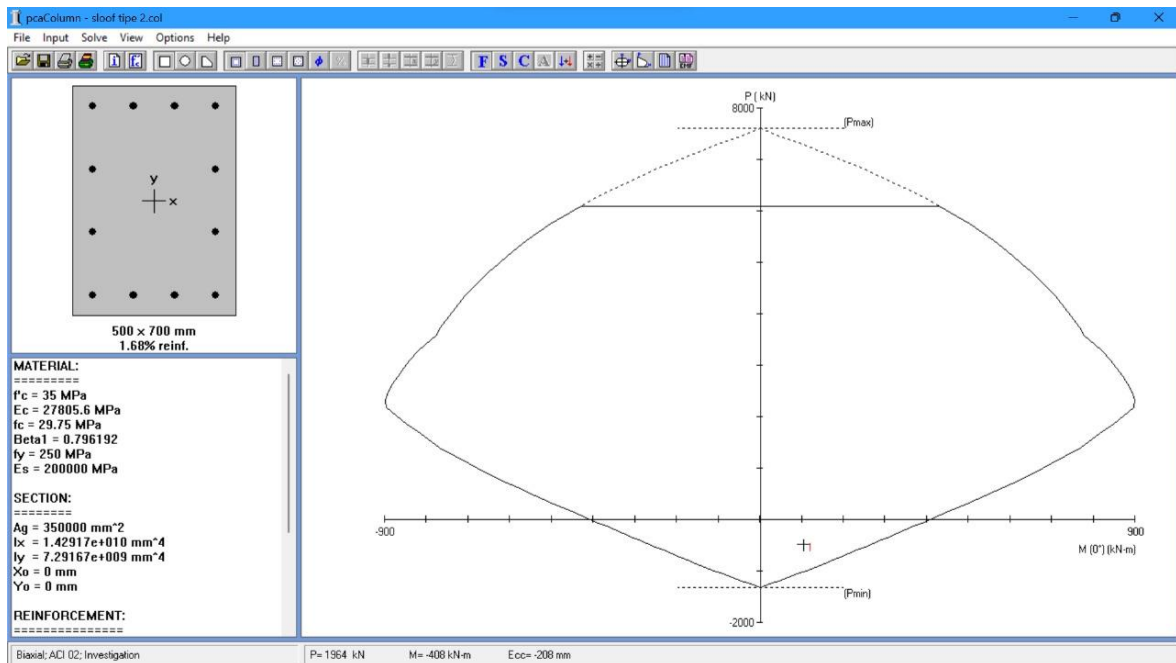 pcaColumn - sloof tipe 2.col
File Input Solve View Options Help
F S C A
y
x
500 x 700 mm
1.68% reinf.
MATERIAL:
=========
f'c = 35 MPa
Ec = 27805.6 MPa
fc = 29.75 MPa
Beta1 = 0.796192
fy = 250 MPa
Es = 200000 MPa
SECTION:
========
Ag = 350000 mm^2
Ix = 1.42917e+010 mm^4
Iy = 7.29167e+009 mm^4
Xo = 0 mm
Yo = 0 mm
REINFORCEMENT:
===============
P ( kN)
8000
(Pmax)
-900
900
M (0°) (kN-m)
1
(Pmin)
-2000
Biaxial; ACI 02; Investigation
P= 1964 kN M= -408 kN-m Ecc= -208 mm